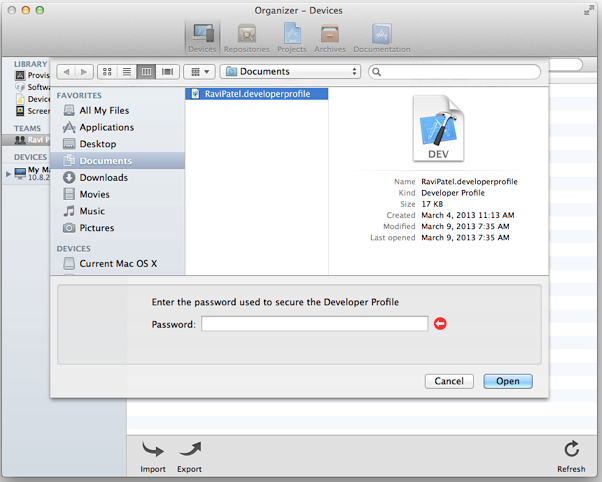 Organizer – Devices
Devices Repositories Projects Archives Documentation
LIBRARY
Provis
Softwa
Device
Screen
TEAMS
Ravi P
DEVICES
My Ma
10.8.2
Documents
FAVORITES
All My Files
Applications
Desktop
Documents
Downloads
Movies
Music
Pictures
DEVICES
Current Mac OS X
RaviPatel.developerprofile
DEV
Name RaviPatel.developerprofile
Kind Developer Profile
Size 17 KB
Created March 4, 2013 11:13 AM
Modified March 9, 2013 7:35 AM
Last opened March 9, 2013 7:35 AM
Enter the password used to secure the Developer Profile
Password:
Cancel Open
Import Export Refresh